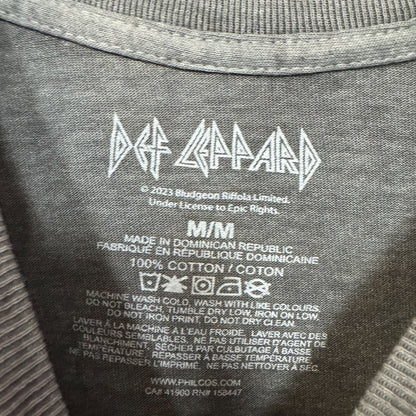 DEF LEPPARD
© 2023 Bludgeon Riffola Limited.
Under License to Epic Rights.
M/M
MADE IN DOMINICAN REPUBLIC
FABRIQUÉ EN RÉPUBLIQUE DOMINICAINE
100% COTTON / COTON
MACHINE WASH COLD, WASH WITH LIKE COLOURS.
DO NOT BLEACH, TUMBLE DRY LOW, IRON ON LOW.
DO NOT IRON PRINT, DO NOT DRY CLEAN.
LAVER À LA MACHINE À L'EAU FROIDE. LAVER AVEC DES
COULEURS SEMBLABLES. NE PAS UTILISER D'AGENT DE
BLANCHIMENT. SÉCHER PAR CULBUTAGE À BASSE
TEMPÉRATURE. REPASSER À BASSE TEMPÉRATURE.
NE PAS REPASSER L'IMPRIMÉ. NE PAS NETTOYER À SEC.
WWW.PHILCOS.COM
CA# 41900 RN# 158447